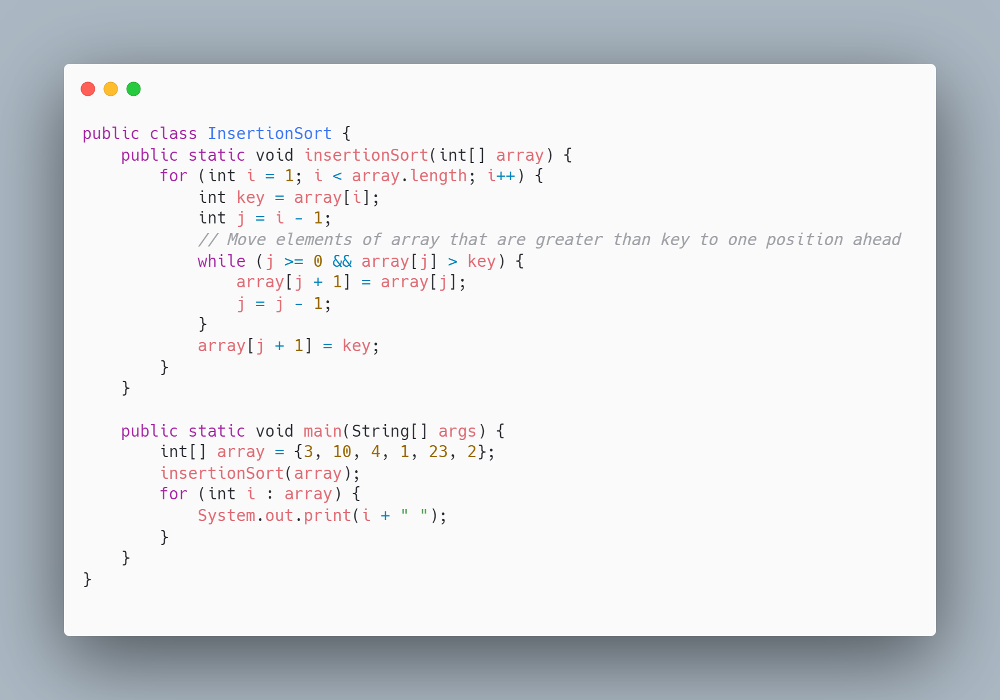 public class InsertionSort {
    public static void insertionSort(int[] array) {
        for (int i = 1; i < array.length; i++) {
            int key = array[i];
            int j = i - 1;
            // Move elements of array that are greater than key to one position ahead
            while (j >= 0 && array[j] > key) {
                array[j + 1] = array[j];
                j = j - 1;
            }
            array[j + 1] = key;
        }
    }

    public static void main(String[] args) {
        int[] array = {3, 10, 4, 1, 23, 2};
        insertionSort(array);
        for (int i : array) {
            System.out.print(i + " ");
        }
    }
}